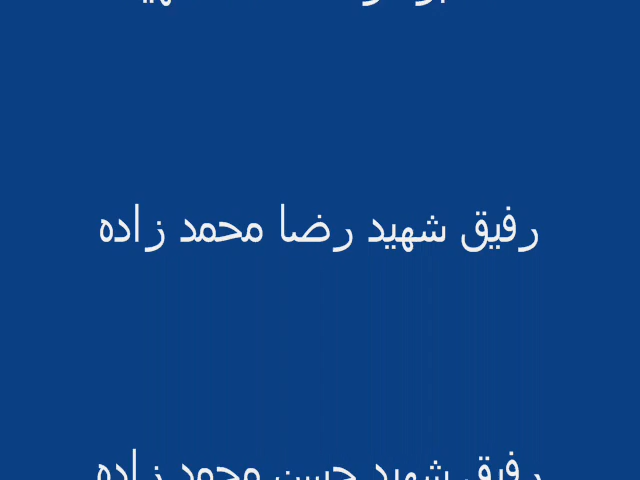 رفیق شهید رضا محمد زاده
رفیق شهید حسن محمد زاده